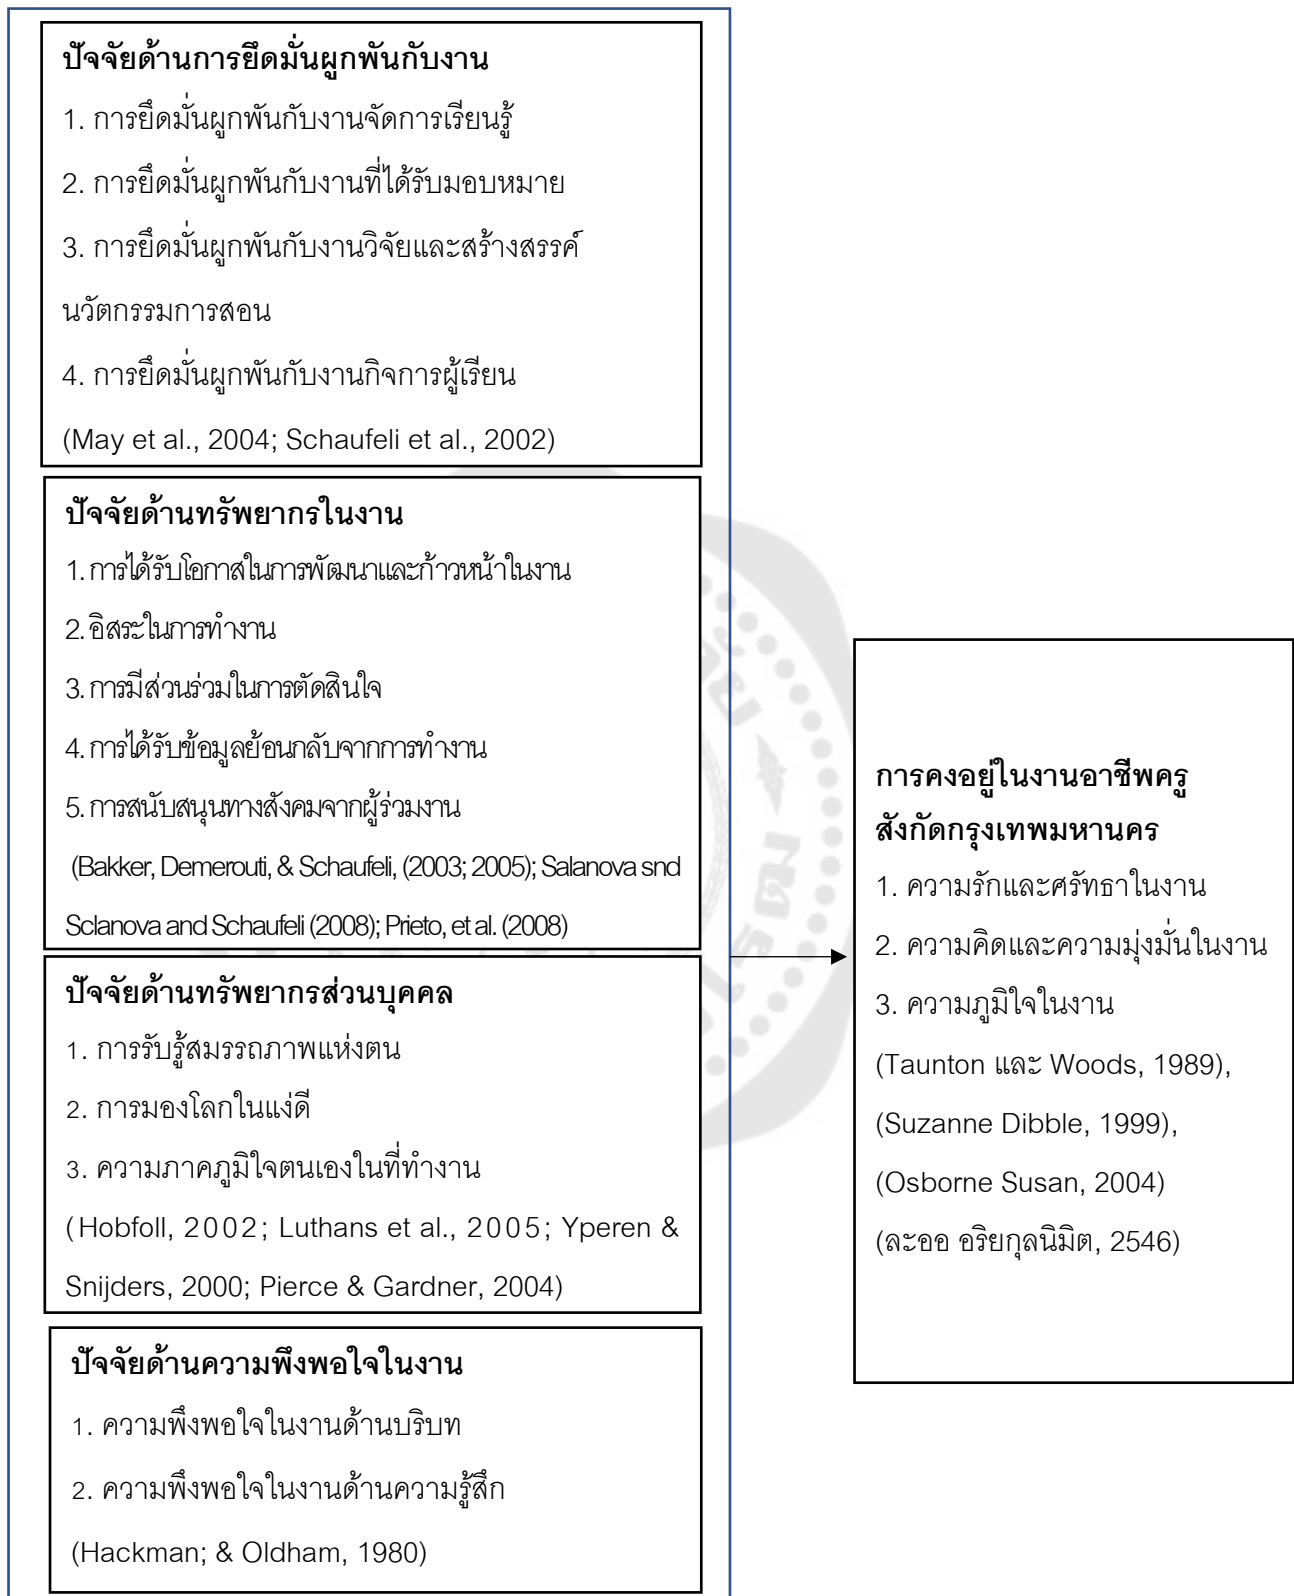 ปัจจัยด้านการยึดมั่นผูกพันกับงาน
1. การยึดมั่นผูกพันกับงานจัดการเรียนรู้
2. การยึดมั่นผูกพันกับงานที่ได้รับมอบหมาย
3. การยึดมั่นผูกพันกับงานวิจัยและสร้างสรรค์
นวัตกรรมการสอน
4. การยึดมั่นผูกพันกับงานกิจการผู้เรียน
(May et al., 2004; Schaufeli et al., 2002)
ปัจจัยด้านทรัพยากรในงาน
1. การได้รับโอกาสในการพัฒนาและก้าวหน้าในงาน
2. อิสระในการทำงาน
3. การมีส่วนร่วมในการตัดสินใจ
4. การได้รับข้อมูลย้อนกลับจากการทำงาน
5. การสนับสนุนทางสังคมจากผู้ร่วมงาน
(Bakker, Demerouti, & Schaufeli, (2003; 2005); Salanova snd
Sclanova and Schaufeli (2008); Prieto, et al. (2008)
ปัจจัยด้านทรัพยากรส่วนบุคคล
1. การรับรู้สมรรถภาพแห่งตน
2. การมองโลกในแง่ดี
3. ความภาคภูมิใจตนเองในที่ทำงาน
(Hobfoll, 2002; Luthans et al., 2005; Yperen &
Snijders, 2000; Pierce & Gardner, 2004)
ปัจจัยด้านความพึงพอใจในงาน
1. ความพึงพอใจในงานด้านบริบท
2. ความพึงพอใจในงานด้านความรู้สึก
(Hackman; & Oldham, 1980)
การคงอยู่ในงานอาชีพครู
สังกัดกรุงเทพมหานคร
1. ความรักและศรัทธาในงาน
2. ความคิดและความมุ่งมั่นในงาน
3. ความภูมิใจในงาน
(Taunton และ Woods, 1989),
(Suzanne Dibble, 1999),
(Osborne Susan, 2004)
(ละออ อริยกุลนิมิต, 2546)